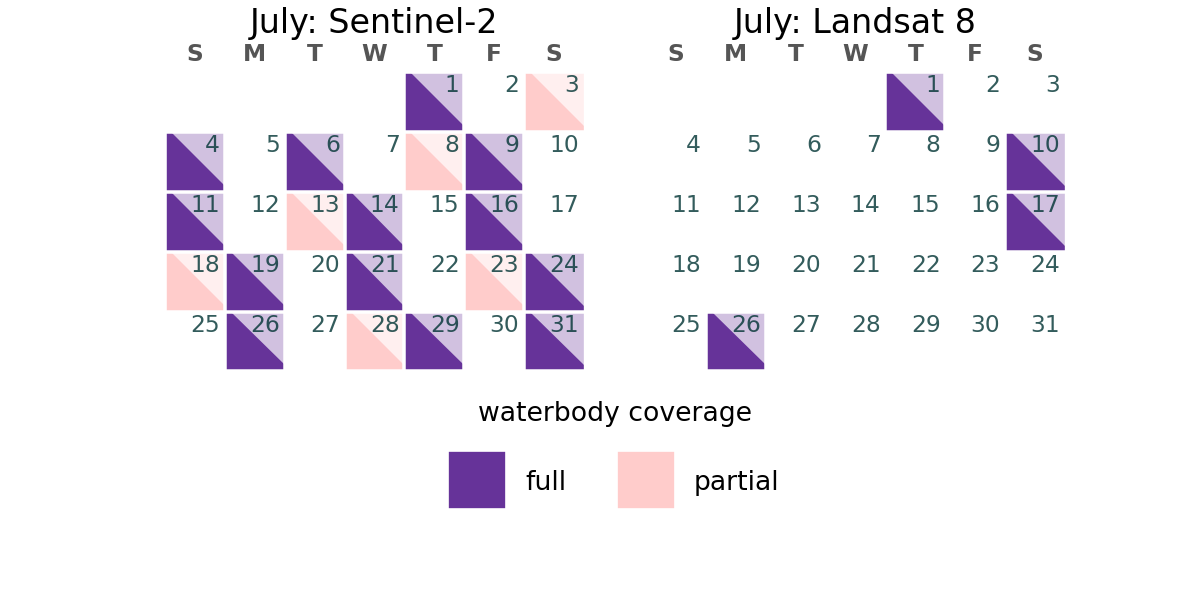 July: Sentinel-2
S M T W T F S
1 2 3
4 5 6 7 8 9 10
11 12 13 14 15 16 17
18 19 20 21 22 23 24
25 26 27 28 29 30 31
July: Landsat 8
S M T W T F S
1 2 3
4 5 6 7 8 9 10
11 12 13 14 15 16 17
18 19 20 21 22 23 24
25 26 27 28 29 30 31
waterbody coverage
full
partial